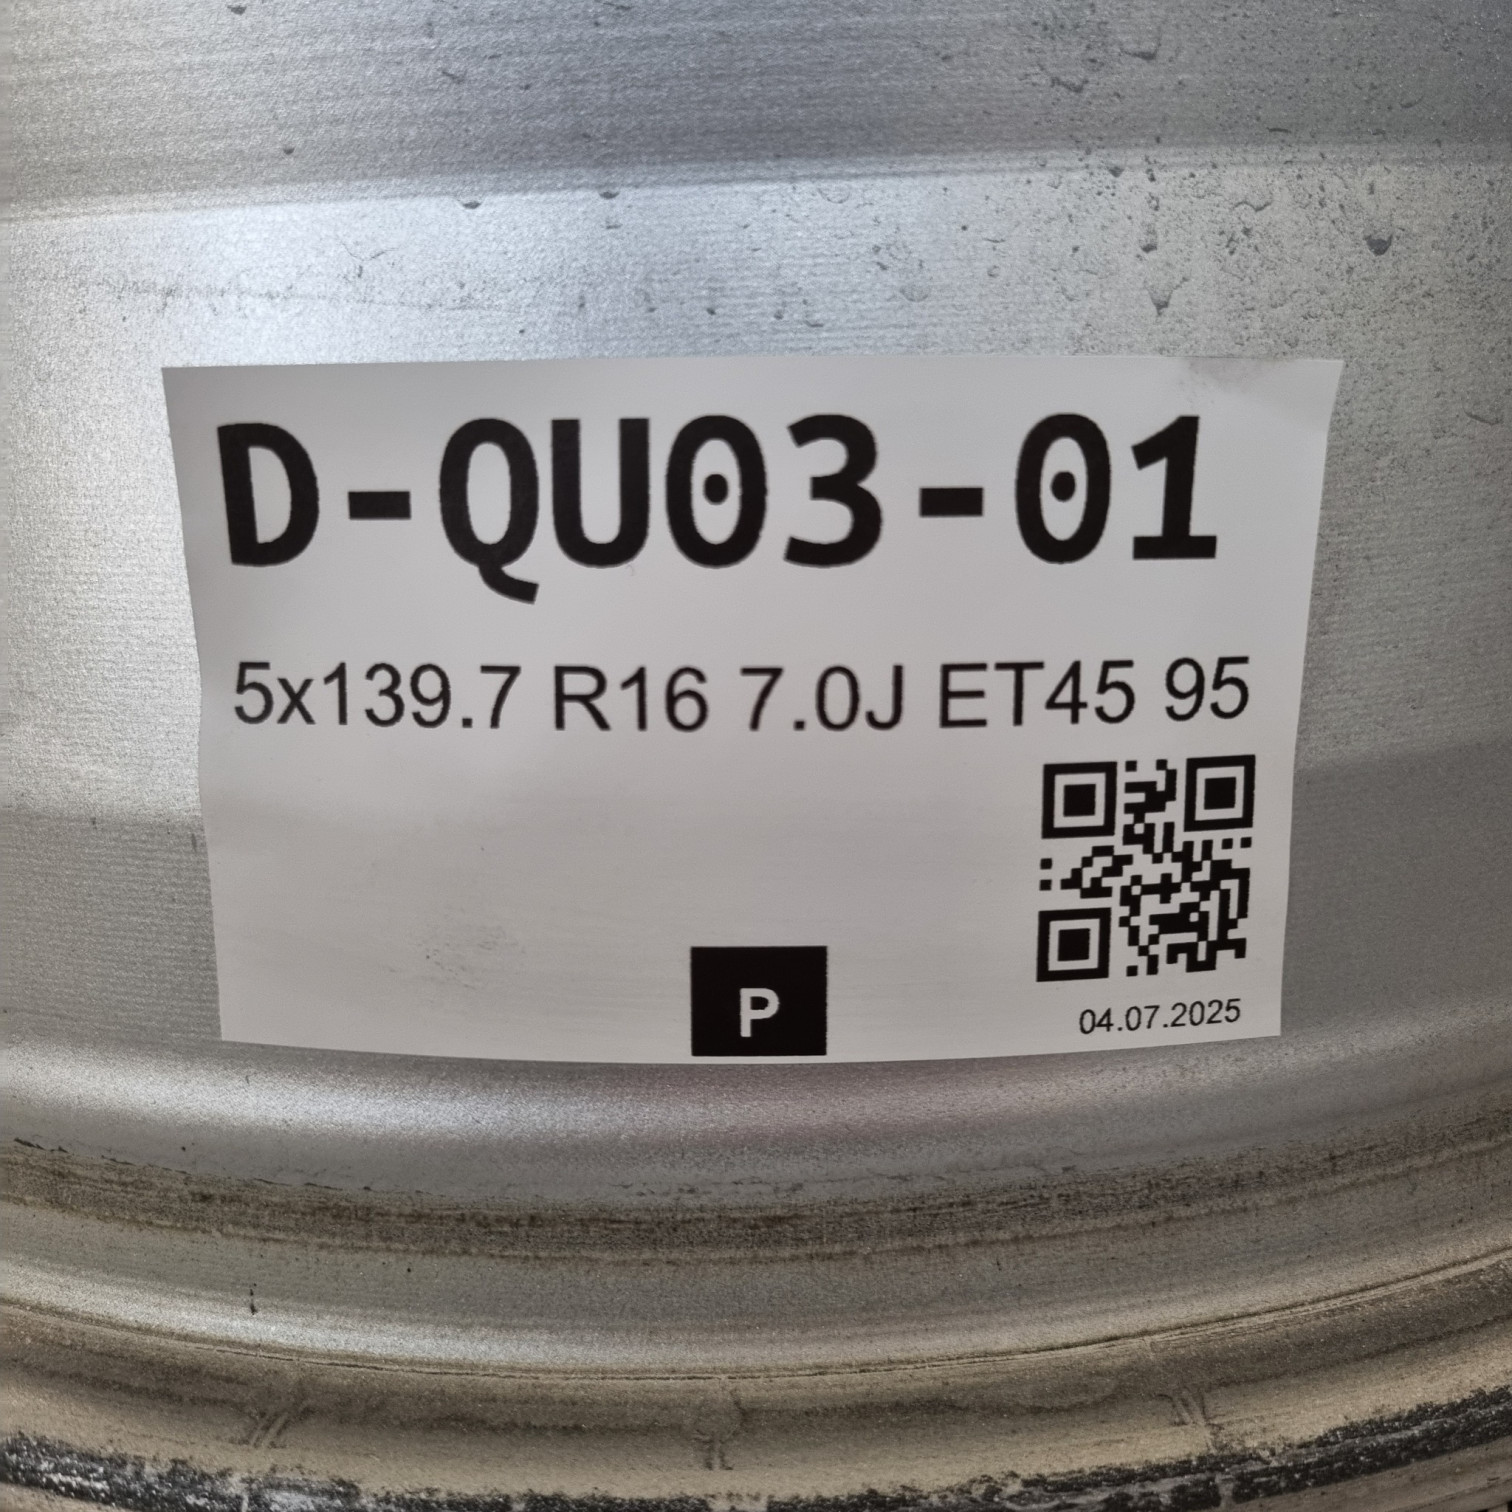 D-QU03-01
5x139.7 R16 7.0J ET45 95
P
04.07.2025